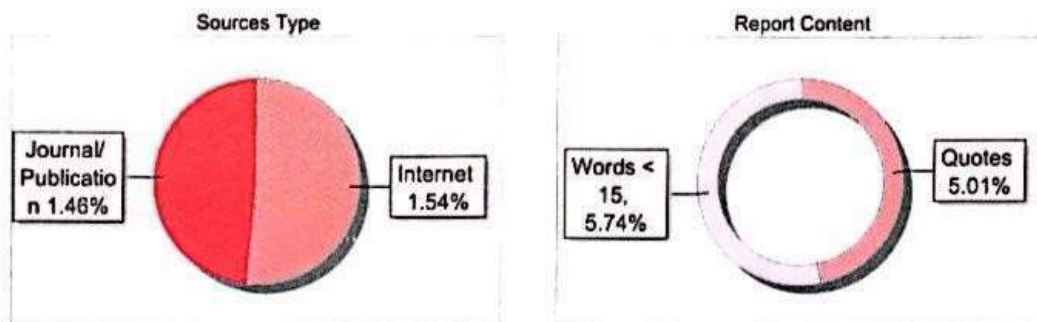 Sources Type
Journal/
Publicatio
n 1.46%
Internet
1.54%
Report Content
Words <
15,
5.74%
Quotes
5.01%